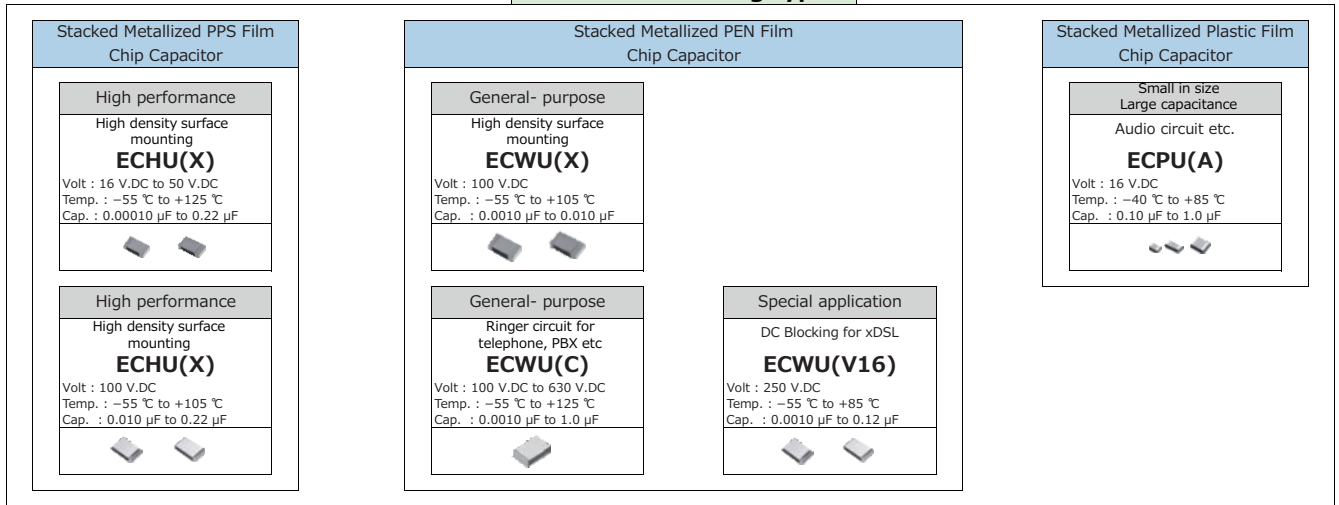 Stacked Metallized PPS Film
Chip Capacitor
High performance
High density surface
mounting
ECHU(X)
Volt : 16 V.DC to 50 V.DC
Temp. : −55 ℃ to +125 ℃
Cap. : 0.00010 μF to 0.22 μF
High performance
High density surface
mounting
ECHU(X)
Volt : 100 V.DC
Temp. : −55 ℃ to +105 ℃
Cap. : 0.010 μF to 0.22 μF
Stacked Metallized PEN Film
Chip Capacitor
General- purpose
High density surface
mounting
ECWU(X)
Volt : 100 V.DC
Temp. : −55 ℃ to +105 ℃
Cap. : 0.0010 μF to 0.010 μF
General- purpose
Ringer circuit for
telephone, PBX etc
ECWU(C)
Volt : 100 V.DC to 630 V.DC
Temp. : −55 ℃ to +125 ℃
Cap. : 0.0010 μF to 1.0 μF
Special application
DC Blocking for xDSL
ECWU(V16)
Volt : 250 V.DC
Temp. : −55 ℃ to +85 ℃
Cap. : 0.0010 μF to 0.12 μF
Stacked Metallized Plastic Film
Chip Capacitor
Small in size
Large capacitance
Audio circuit etc.
ECPU(A)
Volt : 16 V.DC
Temp. : −40 ℃ to +85 ℃
Cap. : 0.10 μF to 1.0 μF